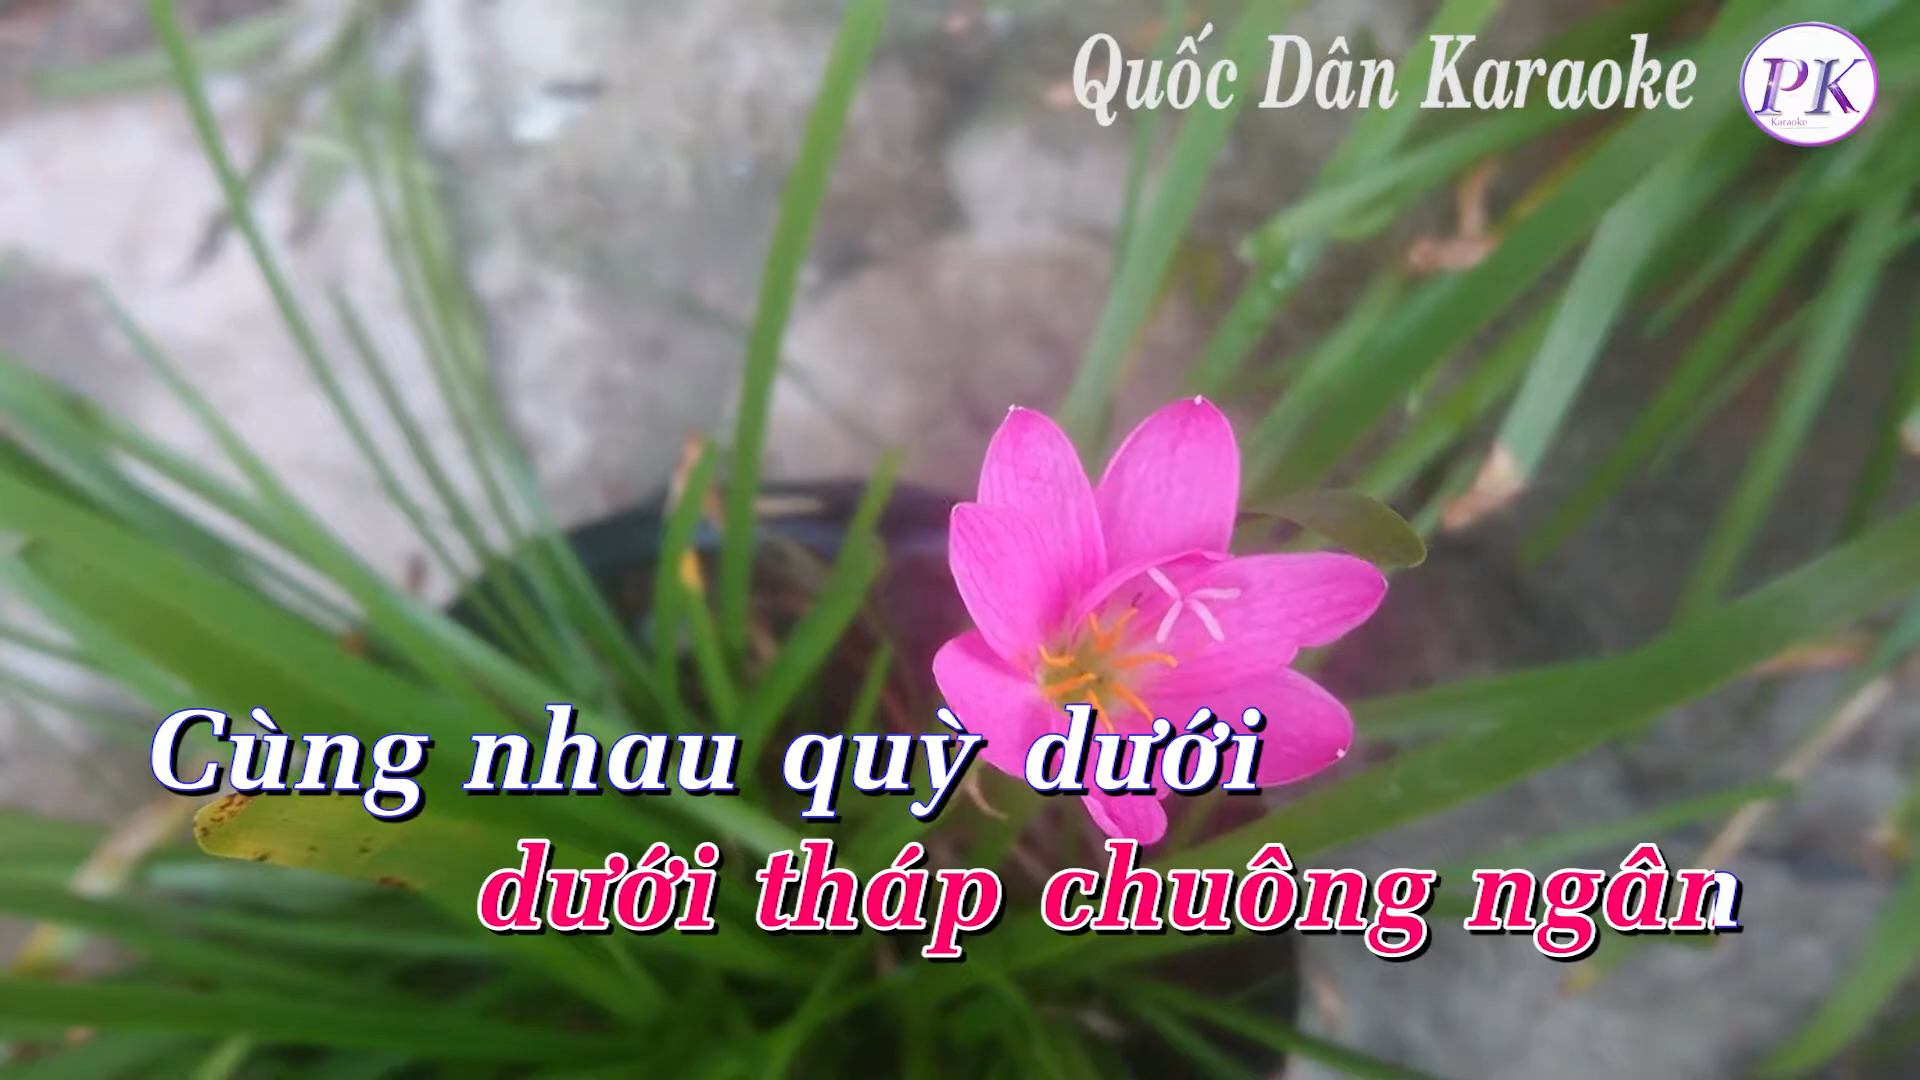 Quốc Dân Karaoke
PK
Karaoke
Cùng nhau quỳ dưới
dưới tháp chuông ngân